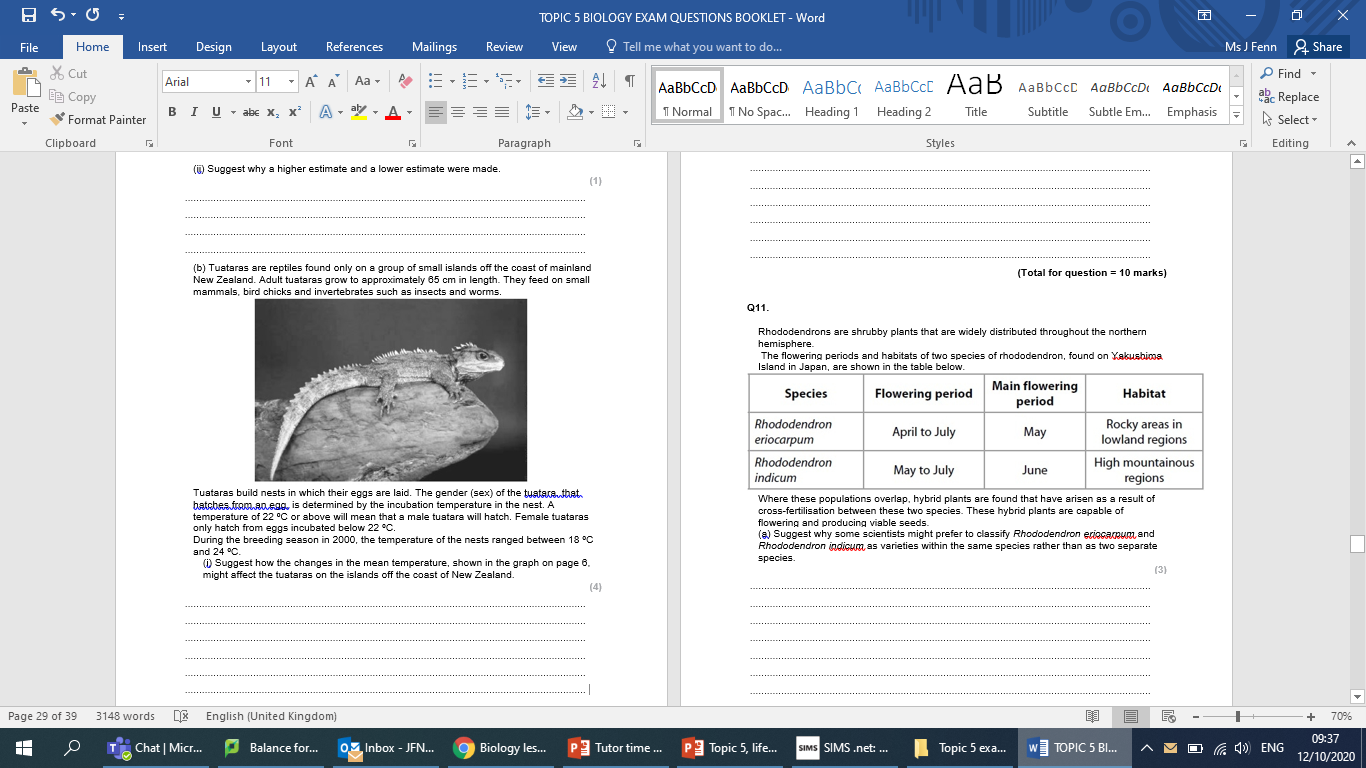 TOPIC 5 BIOLOGY EXAM QUESTIONS BOOKLET - Word
File Home Insert Design Layout References Mailings Review View Tell me what you want to do... Ms J Fenn Share
Paste
Cut
Copy
Format Painter
Clipboard
Arial 11
Font
Paragraph
AaBbCcD AaBbCcD AaBbC AaBbCcD AaB AaBbCcC AaBbCcD AaBbCcD
¶ Normal ¶ No Spac... Heading 1 Heading 2 Title Subtitle Subtle Em... Emphasis
Styles
Find
Replace
Select
Editing
(ii) Suggest why a higher estimate and a lower estimate were made.
(1)
(b) Tuataras are reptiles found only on a group of small islands off the coast of mainland
New Zealand. Adult tuataras grow to approximately 65 cm in length. They feed on small
mammals, bird chicks and invertebrates such as insects and worms.
Tuataras build nests in which their eggs are laid. The gender (sex) of the tuatara, that
hatches from an egg, is determined by the incubation temperature in the nest. A
temperature of 22 ºC or above will mean that a male tuatara will hatch. Female tuataras
only hatch from eggs incubated below 22 ºC.
During the breeding season in 2000, the temperature of the nests ranged between 18 ºC
and 24 ºC.
(i) Suggest how the changes in the mean temperature, shown in the graph on page 6,
might affect the tuataras on the islands off the coast of New Zealand.
(4)
(Total for question = 10 marks)
Q11.
Rhododendrons are shrubby plants that are widely distributed throughout the northern
hemisphere.
The flowering periods and habitats of two species of rhododendron, found on Yakushima
Island in Japan, are shown in the table below.
Species Flowering period Main flowering period Habitat
Rhododendron eriocarpum April to July May Rocky areas in lowland regions
Rhododendron indicum May to July June High mountainous regions
Where these populations overlap, hybrid plants are found that have arisen as a result of
cross-fertilisation between these two species. These hybrid plants are capable of
flowering and producing viable seeds.
(a) Suggest why some scientists might prefer to classify Rhododendron eriocarpum and
Rhododendron indicum as varieties within the same species rather than as two separate
species.
(3)
Page 29 of 39 3148 words English (United Kingdom) 70%
Chat | Micr... Balance for... Inbox - JFN... Biology les... Tutor time ... Topic 5, life... SIMS .net: ... Topic 5 exa... TOPIC 5 BI... ENG 09:37
12/10/2020